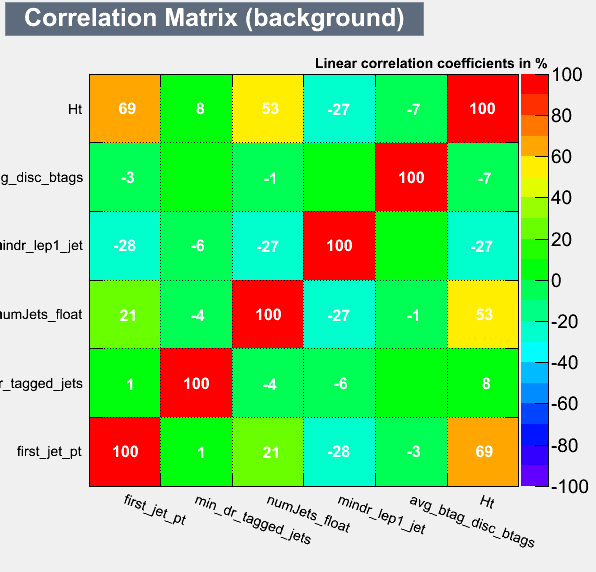 Correlation Matrix (background)
Linear correlation coefficients in %
Ht 69 8 53 -27 -7 100
g_disc_btags -3 -1 100 -7
mindr_lep1_jet -28 -6 -27 100 -27
numJets_float 21 -4 100 -27 -1 53
r_tagged_jets 1 100 -4 -6 8
first_jet_pt 100 1 21 -28 -3 69
100
80
60
40
20
0
-20
-40
-60
-80
-100
first_jet_pt min_dr_tagged_jets numJets_float mindr_lep1_jet avg_btag_disc_btags Ht